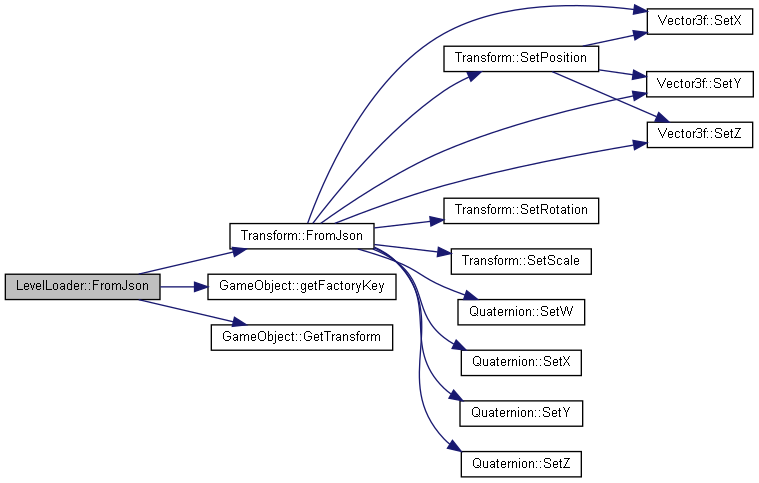 Vector3f::SetX
Transform::SetPosition
Vector3f::SetY
Vector3f::SetZ
Transform::SetRotation
Transform::FromJson
Transform::SetScale
LevelLoader::FromJson
GameObject::getFactoryKey
Quaternion::SetW
GameObject::GetTransform
Quaternion::SetX
Quaternion::SetY
Quaternion::SetZ